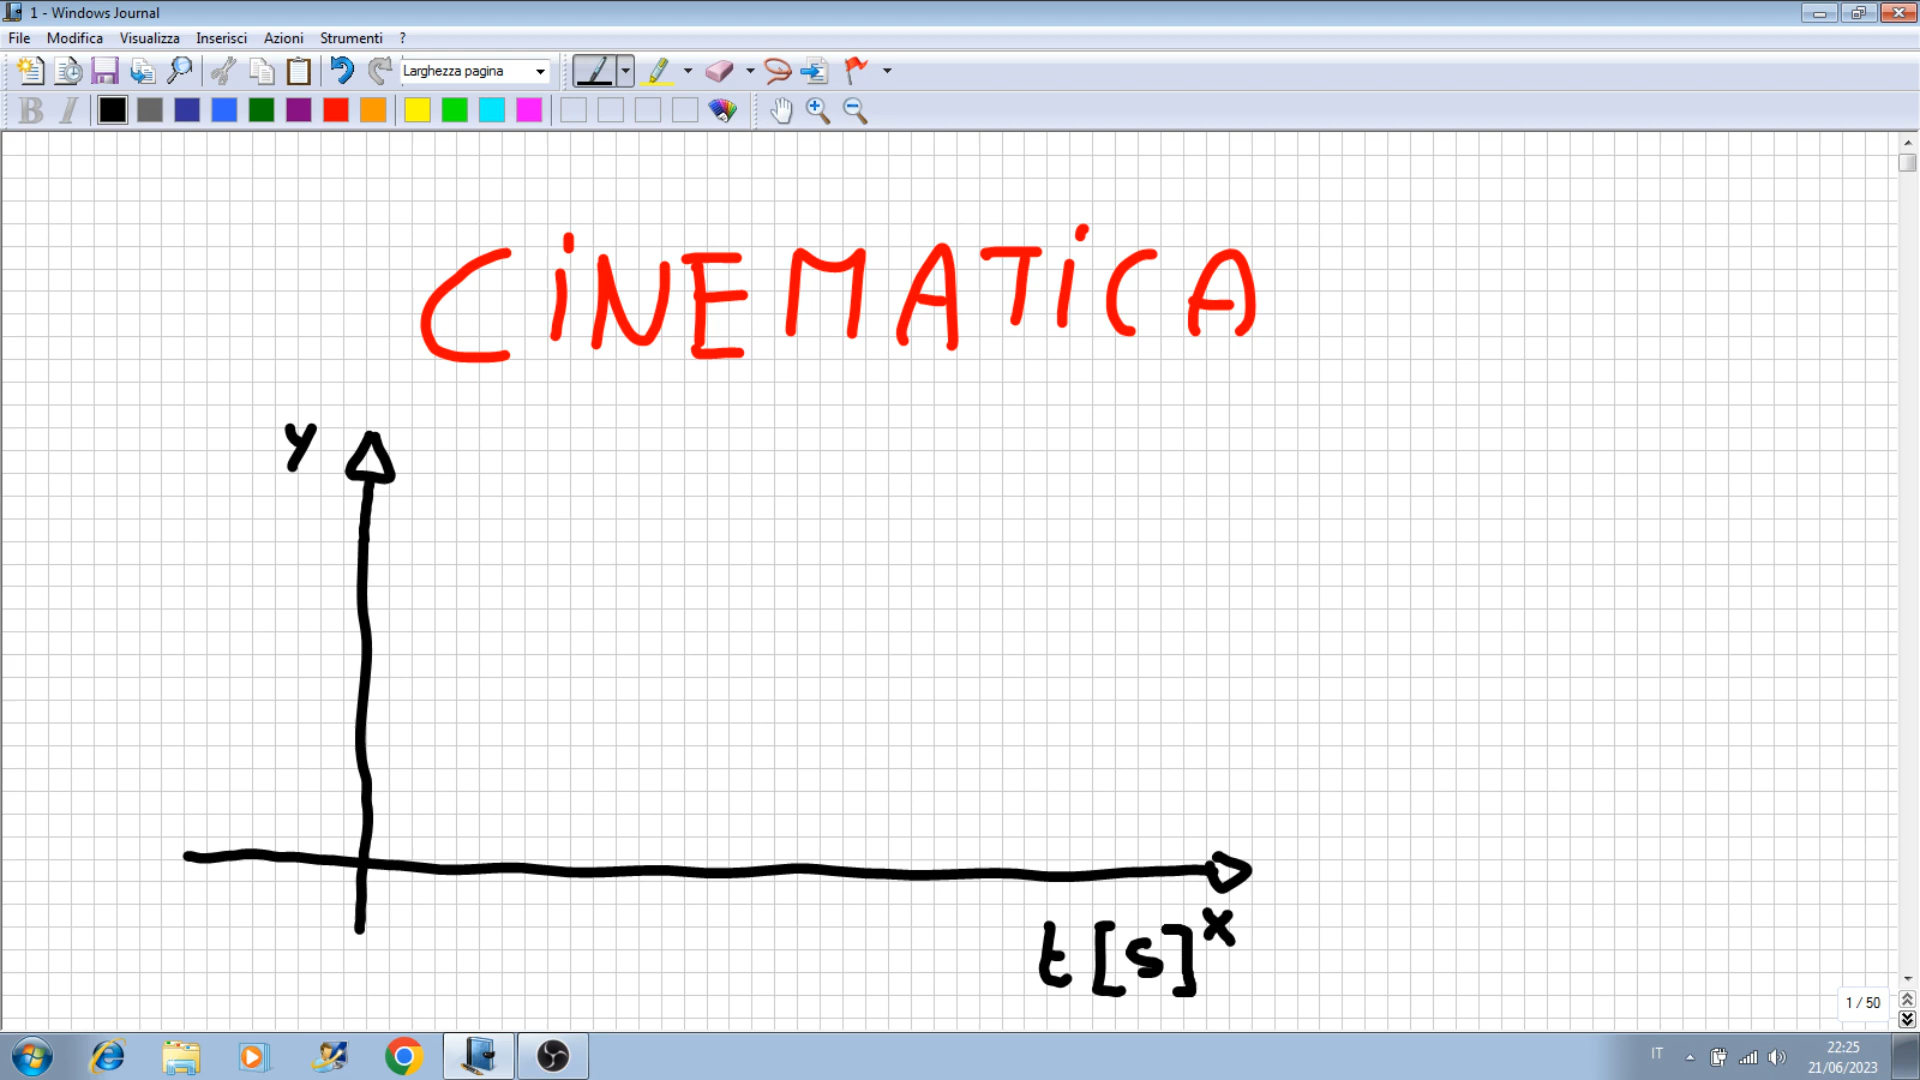 1 - Windows Journal
File Modifica Visualizza Inserisci Azioni Strumenti ?
Larghezza pagina
B I
CiNEMATiCA
y
x
t [s]
1 / 50
IT
22:25
21/06/2023